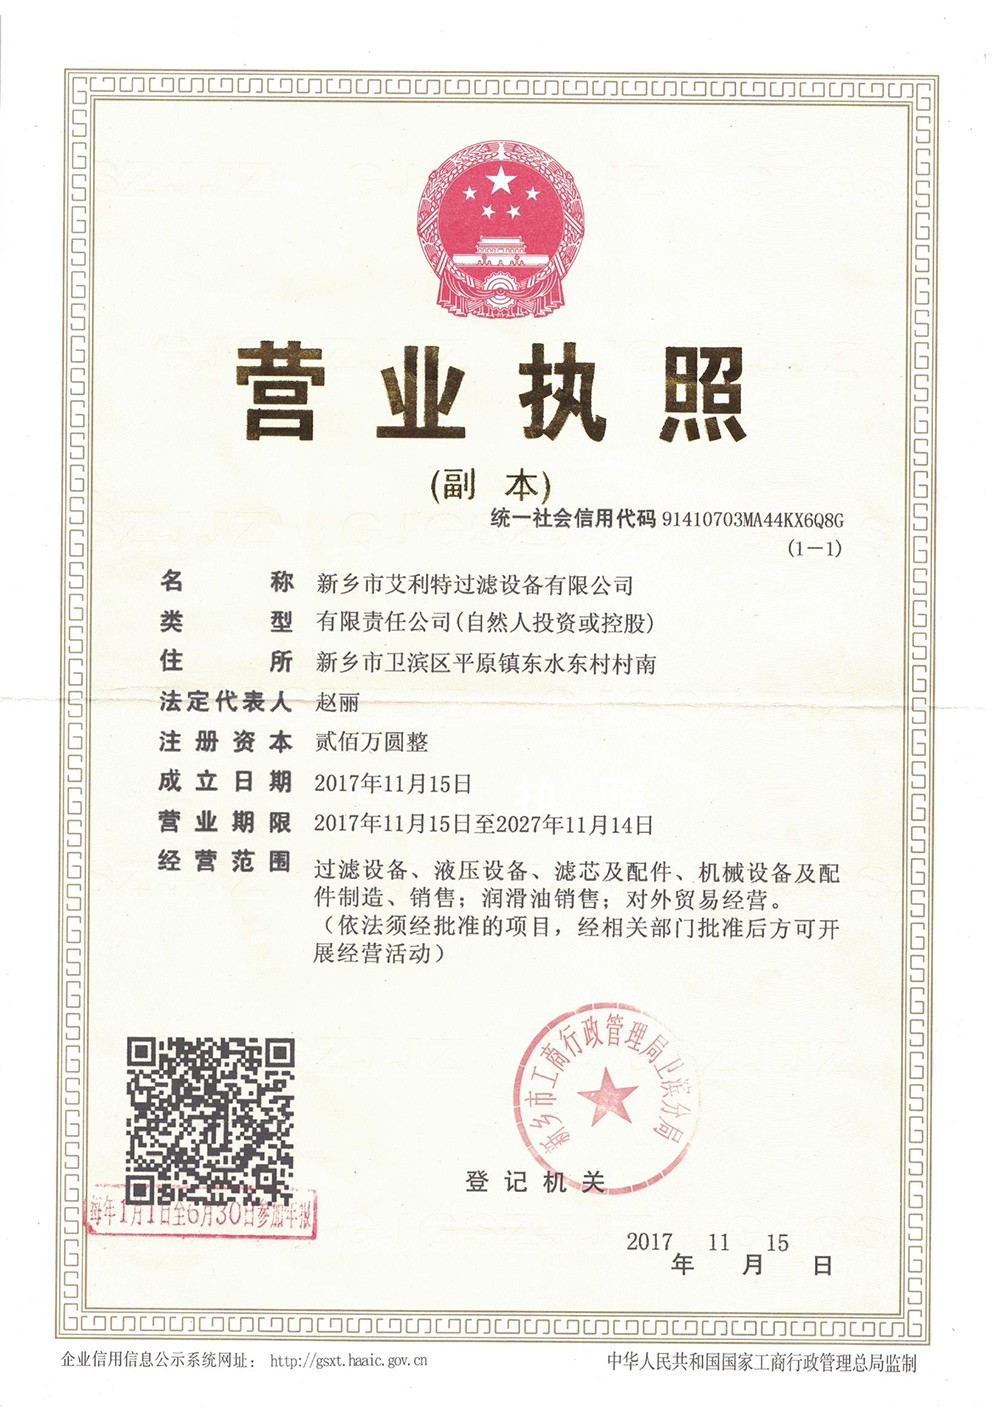 营业执照
(副 本)
统一社会信用代码 91410703MA44KX6Q8G
(1—1)
名称 新乡市艾利特过滤设备有限公司
类型 有限责任公司(自然人投资或控股)
住所 新乡市卫滨区平原镇东水东村村南
法定代表人 赵丽
注册资本 贰佰万圆整
成立日期 2017年11月15日
营业期限 2017年11月15日至2027年11月14日
经营范围 过滤设备、液压设备、滤芯及配件、机械设备及配
件制造、销售；润滑油销售；对外贸易经营。
（依法须经批准的项目，经相关部门批准后方可开
展经营活动）
新乡市工商行政管理局卫滨分局
登记机关
每年1月1日至6月30日参加年报
2017年11月15日
企业信用信息公示系统网址： http://gsxt.haaic.gov.cn
中华人民共和国国家工商行政管理总局监制